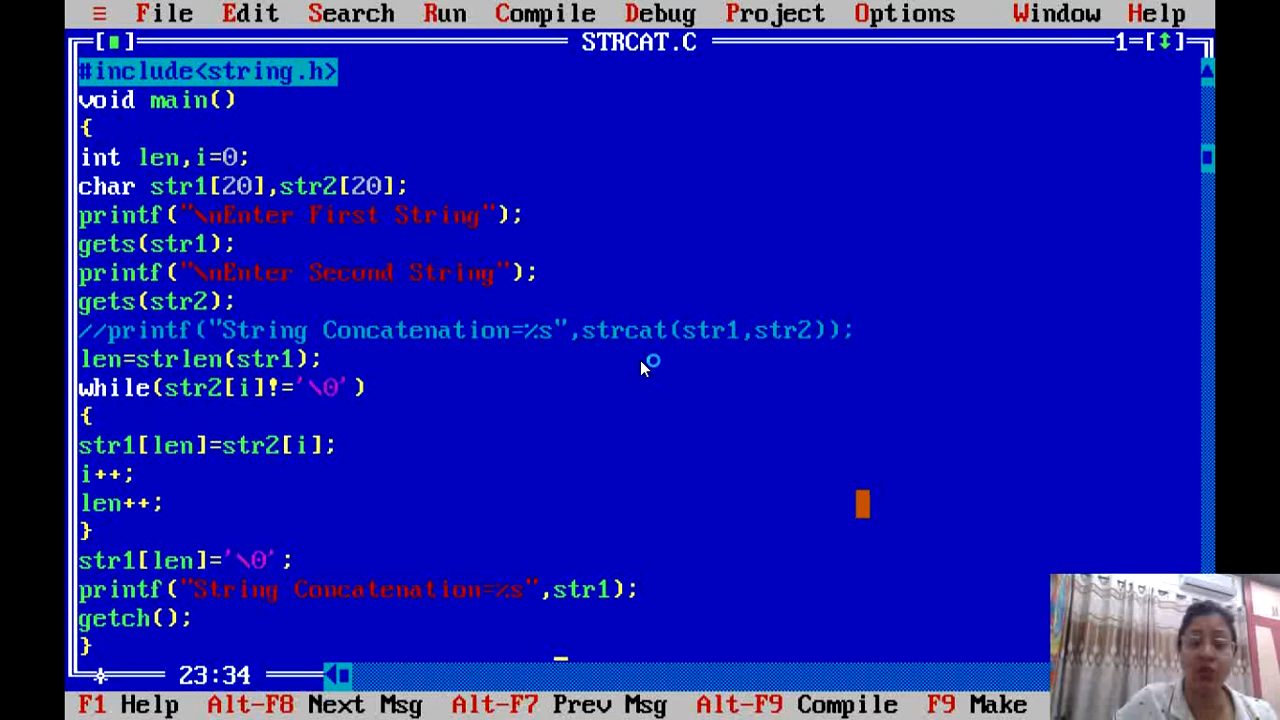 ≡ File Edit Search Run Compile Debug Project Options Window Help
[■] STRCAT.C 1=[↕]
#include<string.h>
void main()
{
int len,i=0;
char str1[20],str2[20];
printf("\nEnter First String");
gets(str1);
printf("\nEnter Second String");
gets(str2);
//printf("String Concatenation=%s",strcat(str1,str2));
len=strlen(str1);
while(str2[i]!='\0')
{
str1[len]=str2[i];
i++;
len++;
}
str1[len]='\0';
printf("String Concatenation=%s",str1);
getch();
}
23:34
F1 Help Alt-F8 Next Msg Alt-F7 Prev Msg Alt-F9 Compile F9 Make